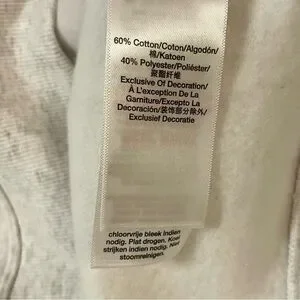 60% Cotton/Coton/Algodón/
棉/Katoen
40% Polyester/Poliéster/
聚酯纤维
Exclusive Of Decoration/
À L'exception De La
Garniture/Excepto La
Decoración/装饰部分除外/
Exclusief Decoratie
chloorvrije bleek indien
nodig. Plat drogen. Koel
strijken indien nodig. Niet
stoomreinigen.